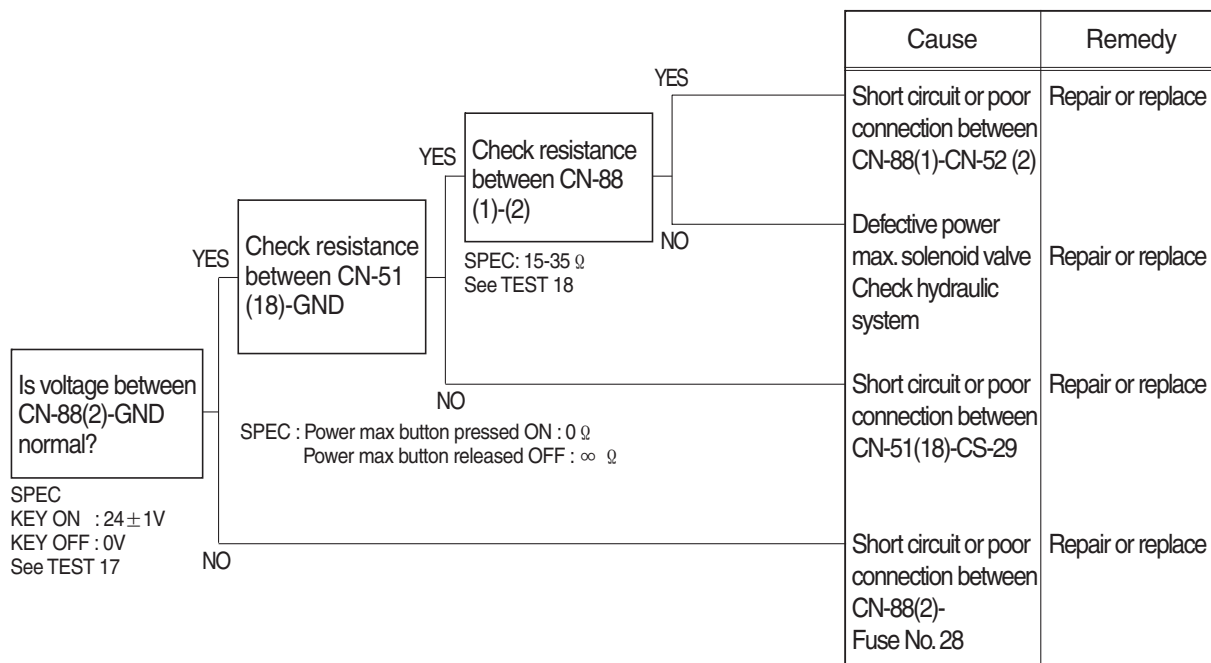 Cause
Remedy
YES
Short circuit or poor
connection between
CN-88(1)-CN-52 (2)
Repair or replace
YES
Check resistance
between CN-88
(1)-(2)
NO
SPEC: 15-35 Ω
See TEST 18
Defective power
max. solenoid valve
Check hydraulic
system
Repair or replace
YES
Check resistance
between CN-51
(18)-GND
NO
SPEC : Power max button pressed ON : 0 Ω
Power max button released OFF : ∞ Ω
Short circuit or poor
connection between
CN-51(18)-CS-29
Repair or replace
Is voltage between
CN-88(2)-GND
normal?
SPEC
KEY ON : 24±1V
KEY OFF : 0V
See TEST 17
NO
Short circuit or poor
connection between
CN-88(2)-
Fuse No. 28
Repair or replace